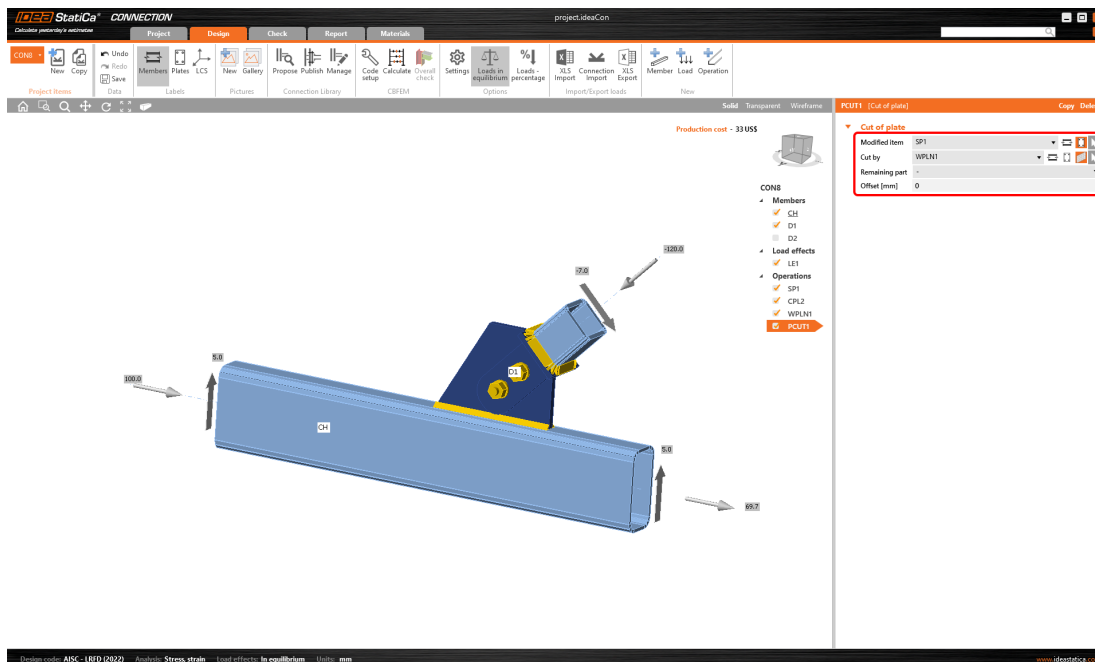 IDEA StatiCa® CONNECTION
project.ideaCon
Calculate yesterday's estimates
Project Design Check Report Materials
CON8
New Copy
Undo
Redo
Save
Members Plates LCS
New Gallery
Propose Publish Manage
Code setup
Calculate
Overall check
Settings
Loads in equilibrium
Loads - percentage
XLS Import
Connection Import
XLS Export
Member Load Operation
Project items Data Labels Pictures Connection Library CBFEM Options Import/Export loads New
Solid Transparent Wireframe
PCUT1 [Cut of plate] Copy Dele
Production cost - 33 US$
Cut of plate
Modified item SP1
Cut by WPLN1
Remaining part -
Offset [mm] 0
CON8
Members
CH
D1
D2
Load effects
LE1
Operations
SP1
CPL2
WPLN1
PCUT1
-120.0
-7.0
5.0
D1
100.0
CH
5.0
69.7
Design code: AISC - LRFD (2022) Analysis: Stress, strain Load effects: In equilibrium Units: mm
www.ideastatica.co